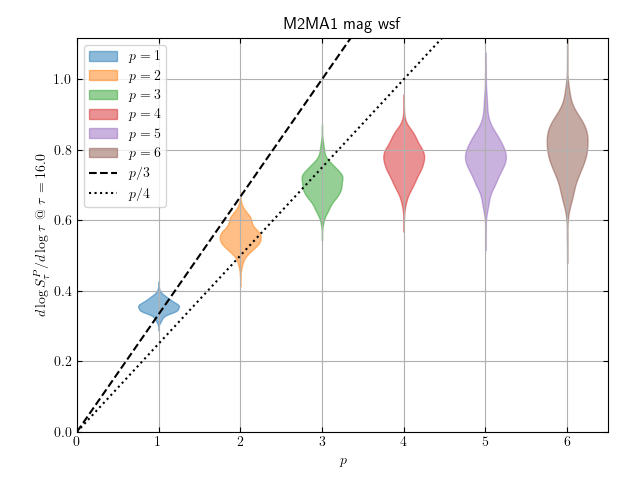 M2MA1 mag wsf
d log S_τ^P / d log τ @ τ = 16.0
1.0
0.8
0.6
0.4
0.2
0.0
p = 1
p = 2
p = 3
p = 4
p = 5
p = 6
p/3
p/4
0 1 2 3 4 5 6
p